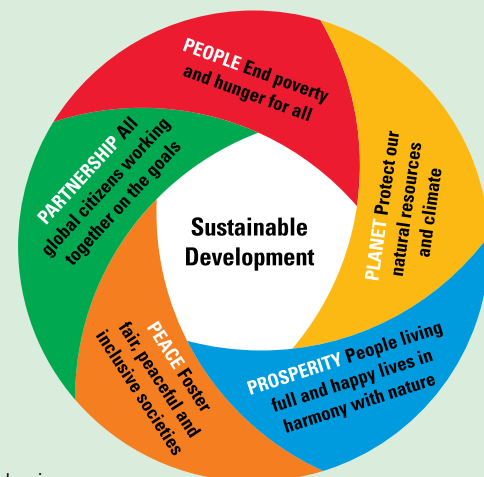 PEOPLE End poverty
and hunger for all
PLANET Protect our
natural resources
and climate
PROSPERITY People living
full and happy lives in
harmony with nature
PEACE Foster
fair, peaceful and
inclusive societies
PARTNERSHIP All
global citizens working
together on the goals
Sustainable
Development